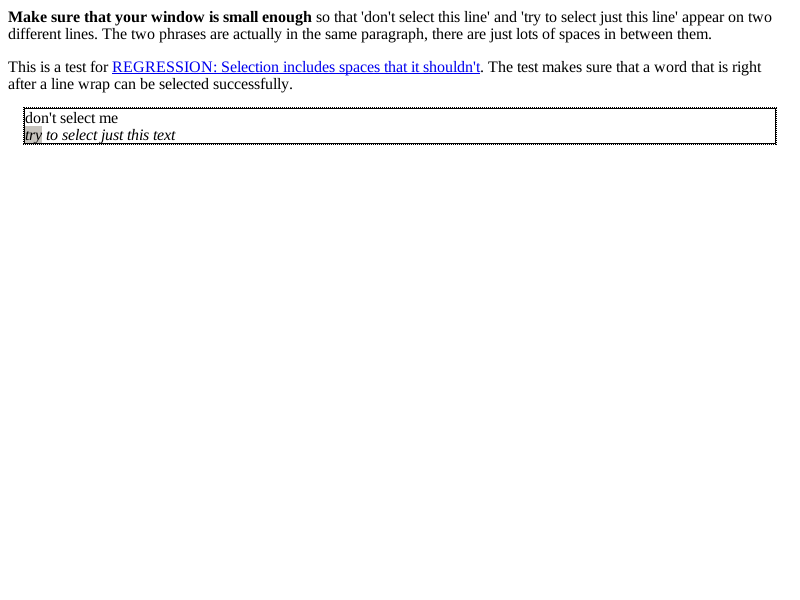 Make sure that your window is small enough so that 'don't select this line' and 'try to select just this line' appear on two
different lines. The two phrases are actually in the same paragraph, there are just lots of spaces in between them.
This is a test for REGRESSION: Selection includes spaces that it shouldn't. The test makes sure that a word that is right
after a line wrap can be selected successfully.
don't select me
try to select just this text